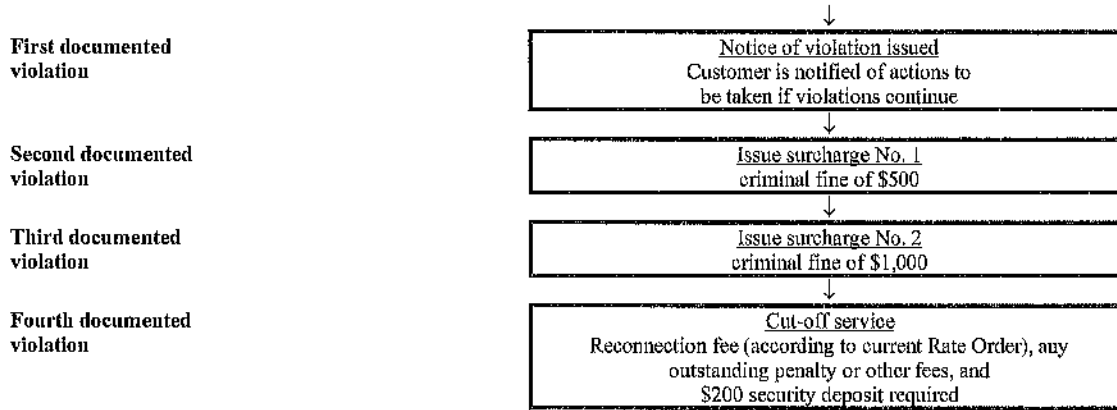 ↓
First documented
violation
Notice of violation issued
Customer is notified of actions to
be taken if violations continue
↓
Second documented
violation
Issue surcharge No. 1
criminal fine of $500
↓
Third documented
violation
Issue surcharge No. 2
criminal fine of $1,000
↓
Fourth documented
violation
Cut-off service
Reconnection fee (according to current Rate Order), any
outstanding penalty or other fees, and
$200 security deposit required